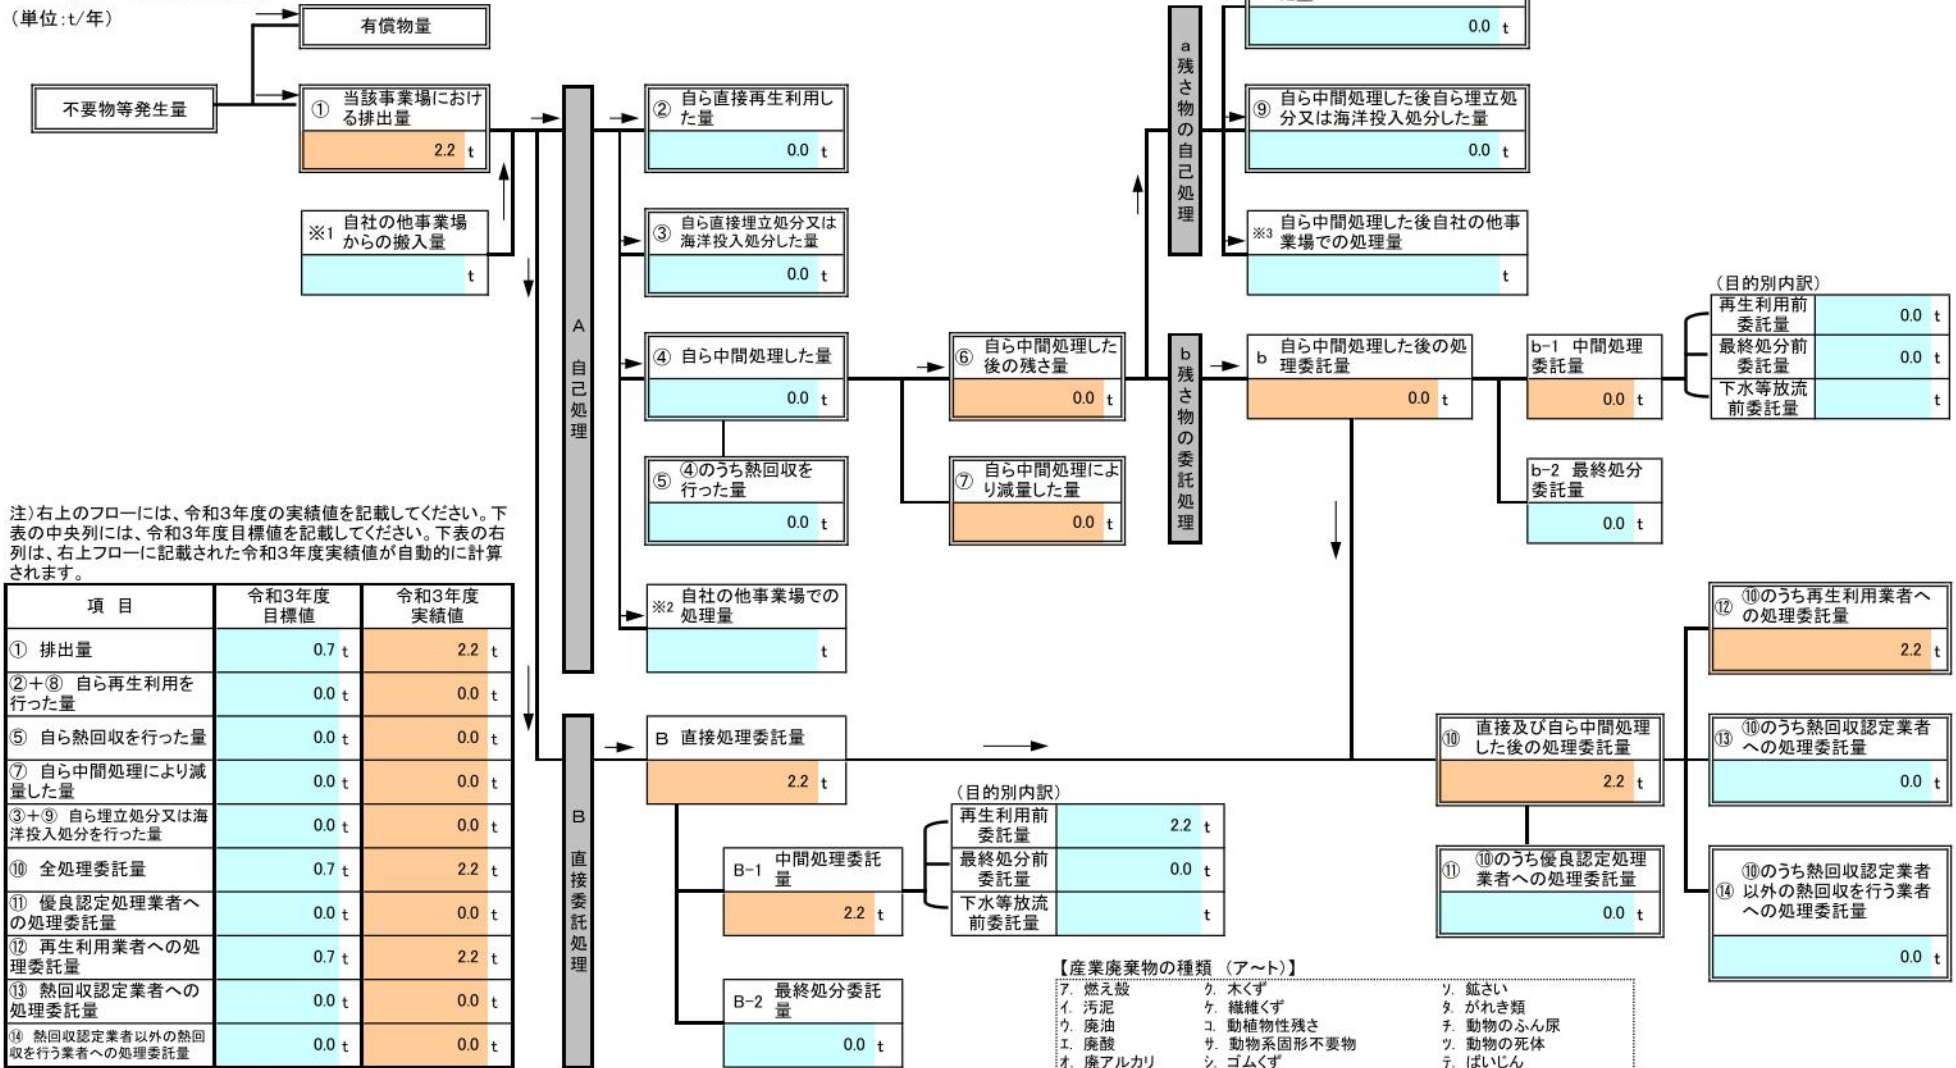 (単位:t/年)
有償物量
不要物等発生量
① 当該事業場におけ
る排出量
2.2 t
※1 自社の他事業場
からの搬入量
t
A 自己処理
② 自ら直接再生利用し
た量
0.0 t
③ 自ら直接埋立処分又は
海洋投入処分した量
0.0 t
④ 自ら中間処理した量
0.0 t
⑤ ④のうち熱回収を
行った量
0.0 t
※2 自社の他事業場での
処理量
t
⑥ 自ら中間処理した
後の残さ量
0.0 t
⑦ 自ら中間処理によ
り減量した量
0.0 t
a 残さ物の自己処理
0.0 t
⑨ 自ら中間処理した後自ら埋立処
分又は海洋投入処分した量
0.0 t
※3 自ら中間処理した後自社の他事
業場での処理量
t
b 残さ物の委託処理
b 自ら中間処理した後の処
理委託量
0.0 t
b-1 中間処理
委託量
0.0 t
b-2 最終処分
委託量
0.0 t
(目的別内訳)
再生利用前
委託量
0.0 t
最終処分前
委託量
0.0 t
下水等放流
前委託量
t
注)右上のフローには、令和3年度の実績値を記載してください。下
表の中央列には、令和3年度目標値を記載してください。下表の右
列は、右上フローに記載された令和3年度実績値が自動的に計算
されます。
項 目 令和3年度 目標値 令和3年度 実績値
① 排出量 0.7 t 2.2 t
②+⑧ 自ら再生利用を
行った量 0.0 t 0.0 t
⑤ 自ら熱回収を行った量 0.0 t 0.0 t
⑦ 自ら中間処理により減
量した量 0.0 t 0.0 t
③+⑨ 自ら埋立処分又は海
洋投入処分を行った量 0.0 t 0.0 t
⑩ 全処理委託量 0.7 t 2.2 t
⑪ 優良認定処理業者へ
の処理委託量 0.0 t 0.0 t
⑫ 再生利用業者への処
理委託量 0.7 t 2.2 t
⑬ 熱回収認定業者への
処理委託量 0.0 t 0.0 t
⑭ 熱回収認定業者以外の熱回
収を行う業者への処理委託量 0.0 t 0.0 t
B 直接委託処理
B 直接処理委託量
2.2 t
B-1 中間処理委託
量
2.2 t
B-2 最終処分委託
量
0.0 t
(目的別内訳)
再生利用前
委託量
2.2 t
最終処分前
委託量
0.0 t
下水等放流
前委託量
t
⑩ 直接及び自ら中間処理
した後の処理委託量
2.2 t
⑪ ⑩のうち優良認定処理
業者への処理委託量
0.0 t
⑫ ⑩のうち再生利用業者へ
の処理委託量
2.2 t
⑬ ⑩のうち熱回収認定業者
への処理委託量
0.0 t
⑭ ⑩のうち熱回収認定業者
以外の熱回収を行う業者
への処理委託量
0.0 t
【産業廃棄物の種類 (ア~ト)】
ア. 燃え殻 ク. 木くず ソ. 鉱さい
イ. 汚泥 ケ. 繊維くず タ. がれき類
ウ. 廃油 コ. 動植物性残さ チ. 動物のふん尿
エ. 廃酸 サ. 動物系固形不要物 ツ. 動物の死体
オ. 廃アルカリ シ. ゴムくず テ. ばいじん